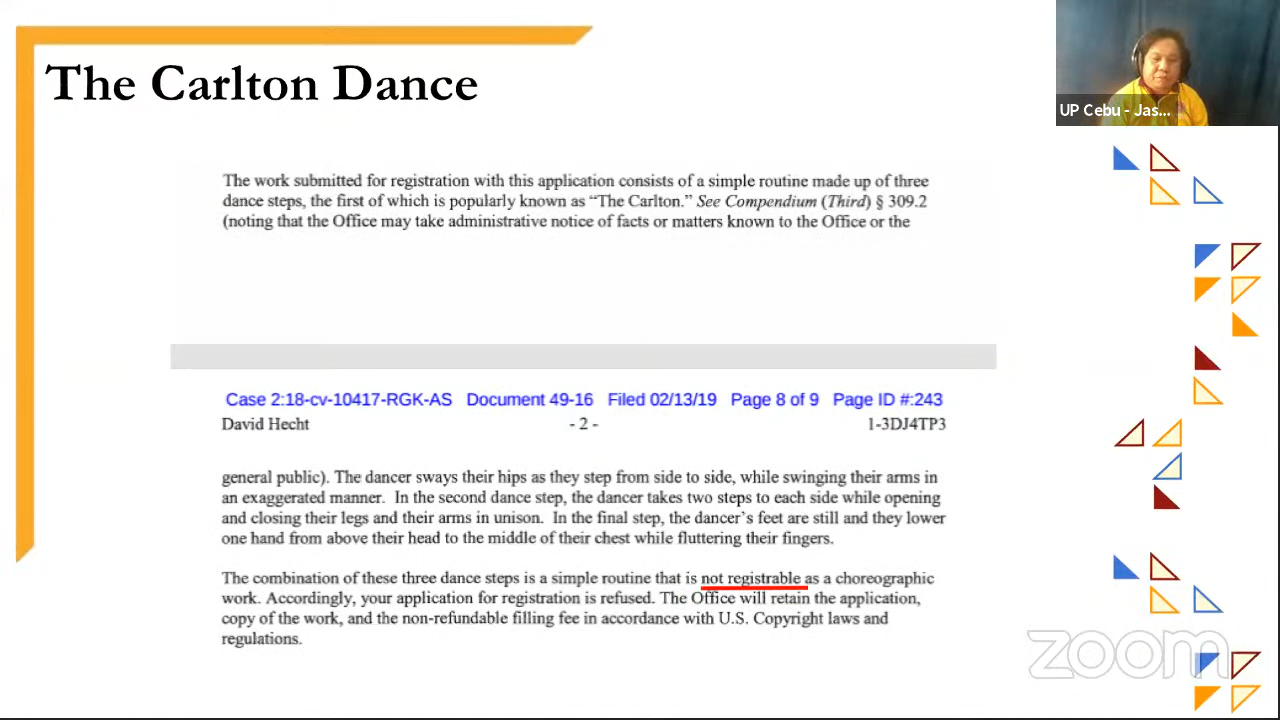 The Carlton Dance
UP Cebu - Jas...
The work submitted for registration with this application consists of a simple routine made up of three
dance steps, the first of which is popularly known as “The Carlton.” See Compendium (Third) § 309.2
(noting that the Office may take administrative notice of facts or matters known to the Office or the
Case 2:18-cv-10417-RGK-AS Document 49-16 Filed 02/13/19 Page 8 of 9 Page ID #:243
David Hecht - 2 - 1-3DJ4TP3
general public). The dancer sways their hips as they step from side to side, while swinging their arms in
an exaggerated manner. In the second dance step, the dancer takes two steps to each side while opening
and closing their legs and their arms in unison. In the final step, the dancer’s feet are still and they lower
one hand from above their head to the middle of their chest while fluttering their fingers.
The combination of these three dance steps is a simple routine that is not registrable as a choreographic
work. Accordingly, your application for registration is refused. The Office will retain the application,
copy of the work, and the non-refundable filling fee in accordance with U.S. Copyright laws and
regulations.
zoom